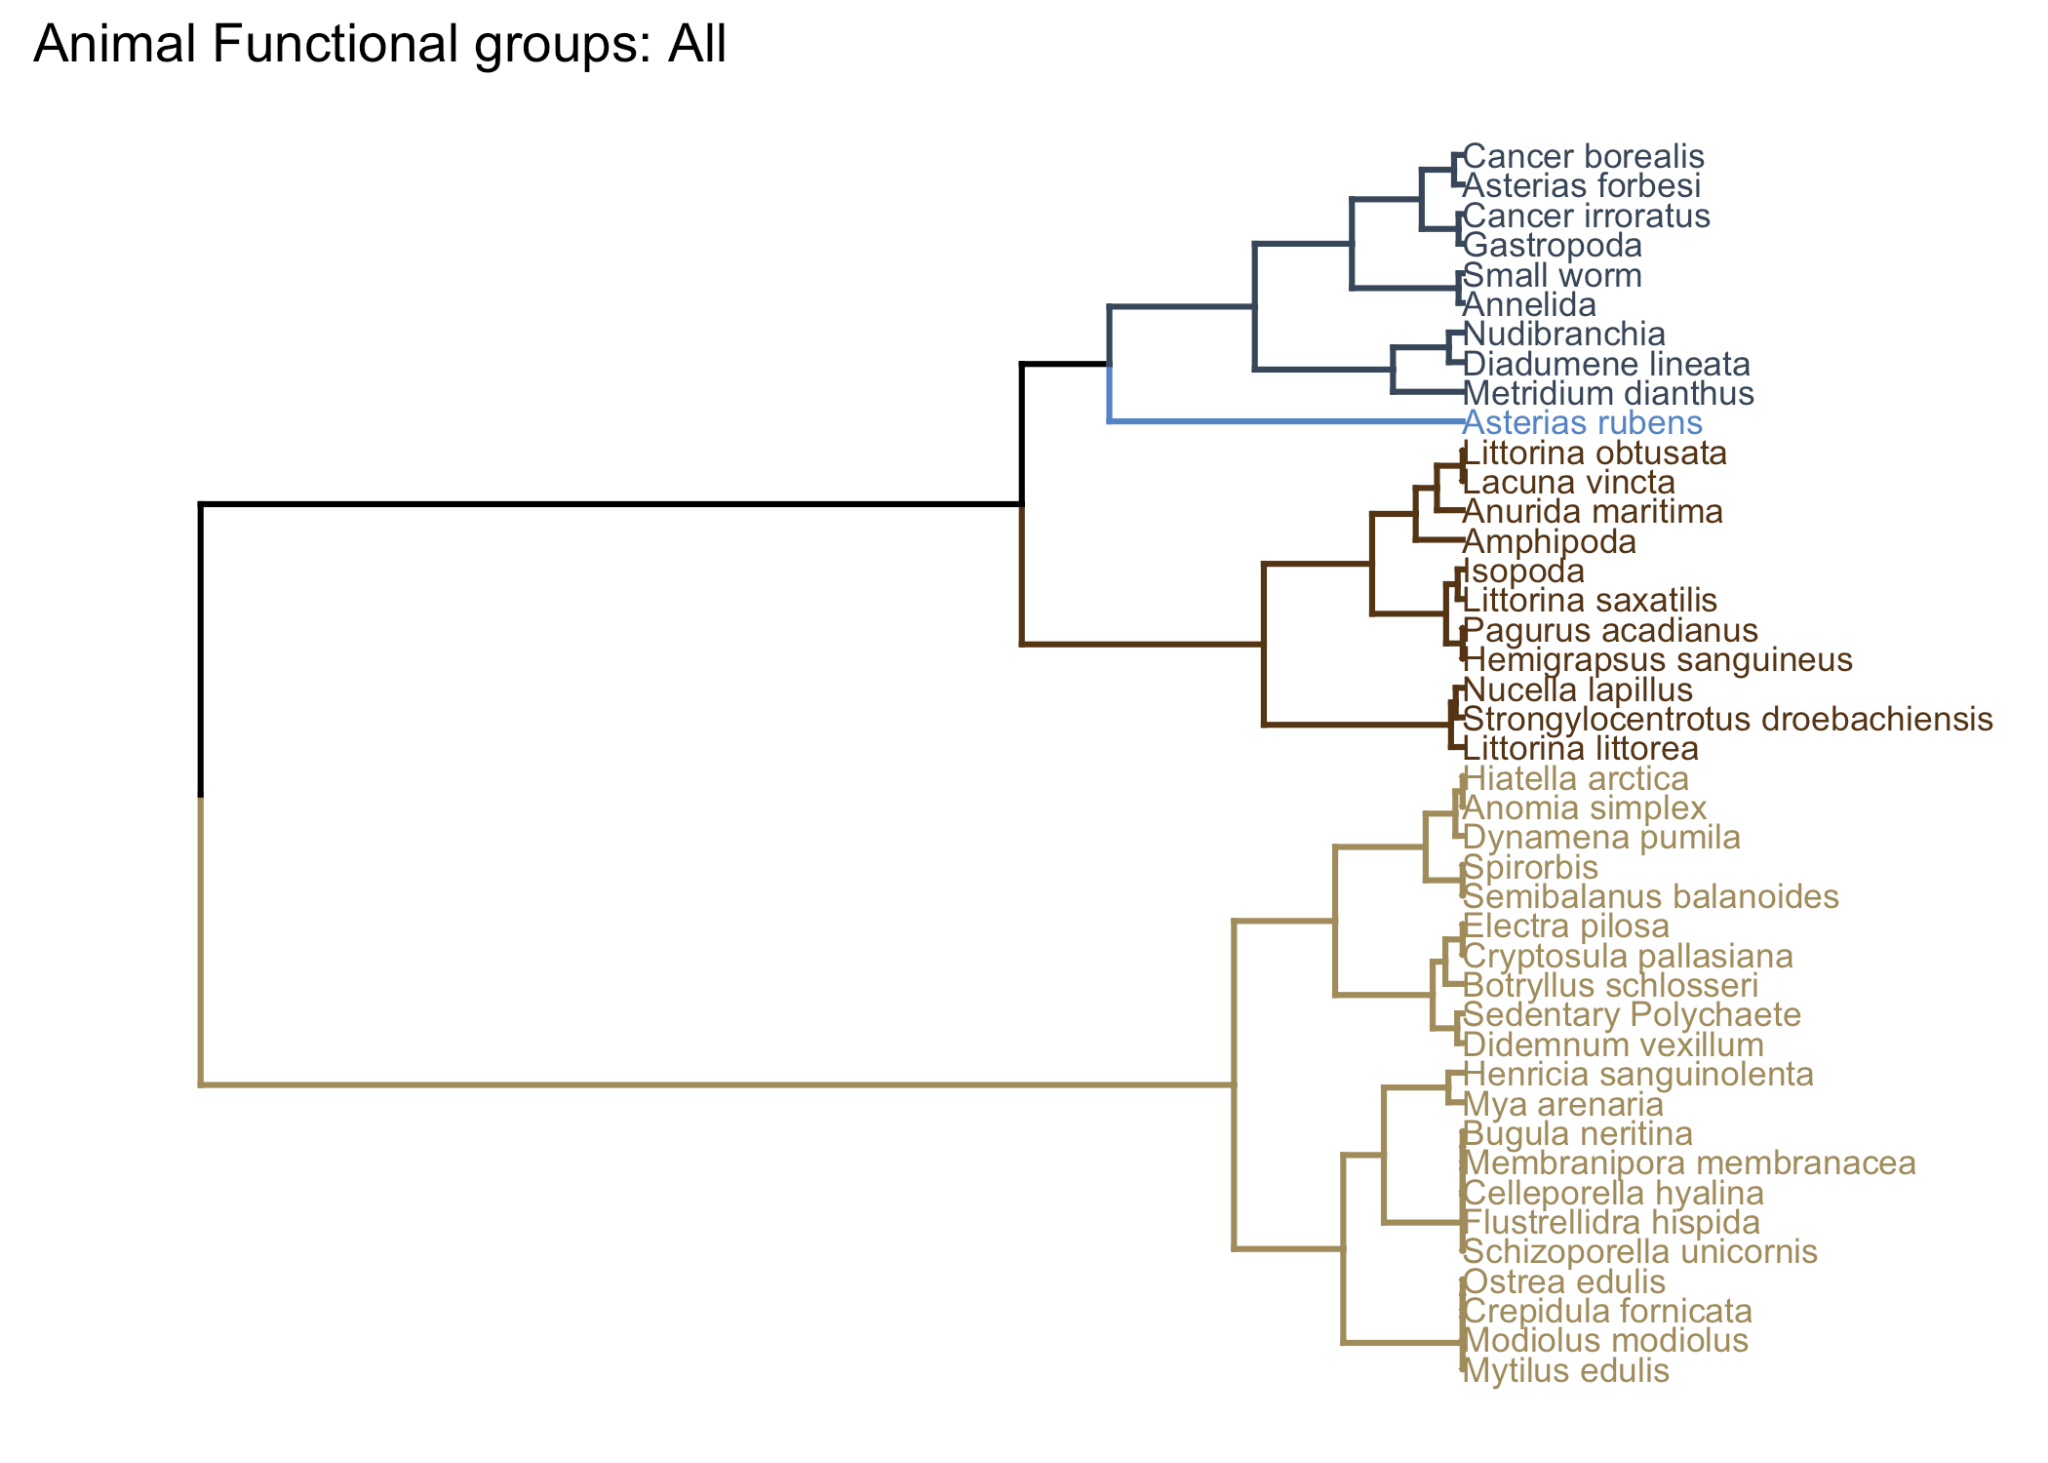 Animal Functional groups: All
Cancer borealis
Asterias forbesi
Cancer irroratus
Gastropoda
Small worm
Annelida
Nudibranchia
Diadumene lineata
Metridium dianthus
Asterias rubens
Littorina obtusata
Lacuna vincta
Anurida maritima
Amphipoda
Isopoda
Littorina saxatilis
Pagurus acadianus
Hemigrapsus sanguineus
Nucella lapillus
Strongylocentrotus droebachiensis
Littorina littorea
Hiatella arctica
Anomia simplex
Dynamena pumila
Spirorbis
Semibalanus balanoides
Electra pilosa
Cryptosula pallasiana
Botryllus schlosseri
Sedentary Polychaete
Didemnum vexillum
Henricia sanguinolenta
Mya arenaria
Bugula neritina
Membranipora membranacea
Celleporella hyalina
Flustrellidra hispida
Schizoporella unicornis
Ostrea edulis
Crepidula fornicata
Modiolus modiolus
Mytilus edulis